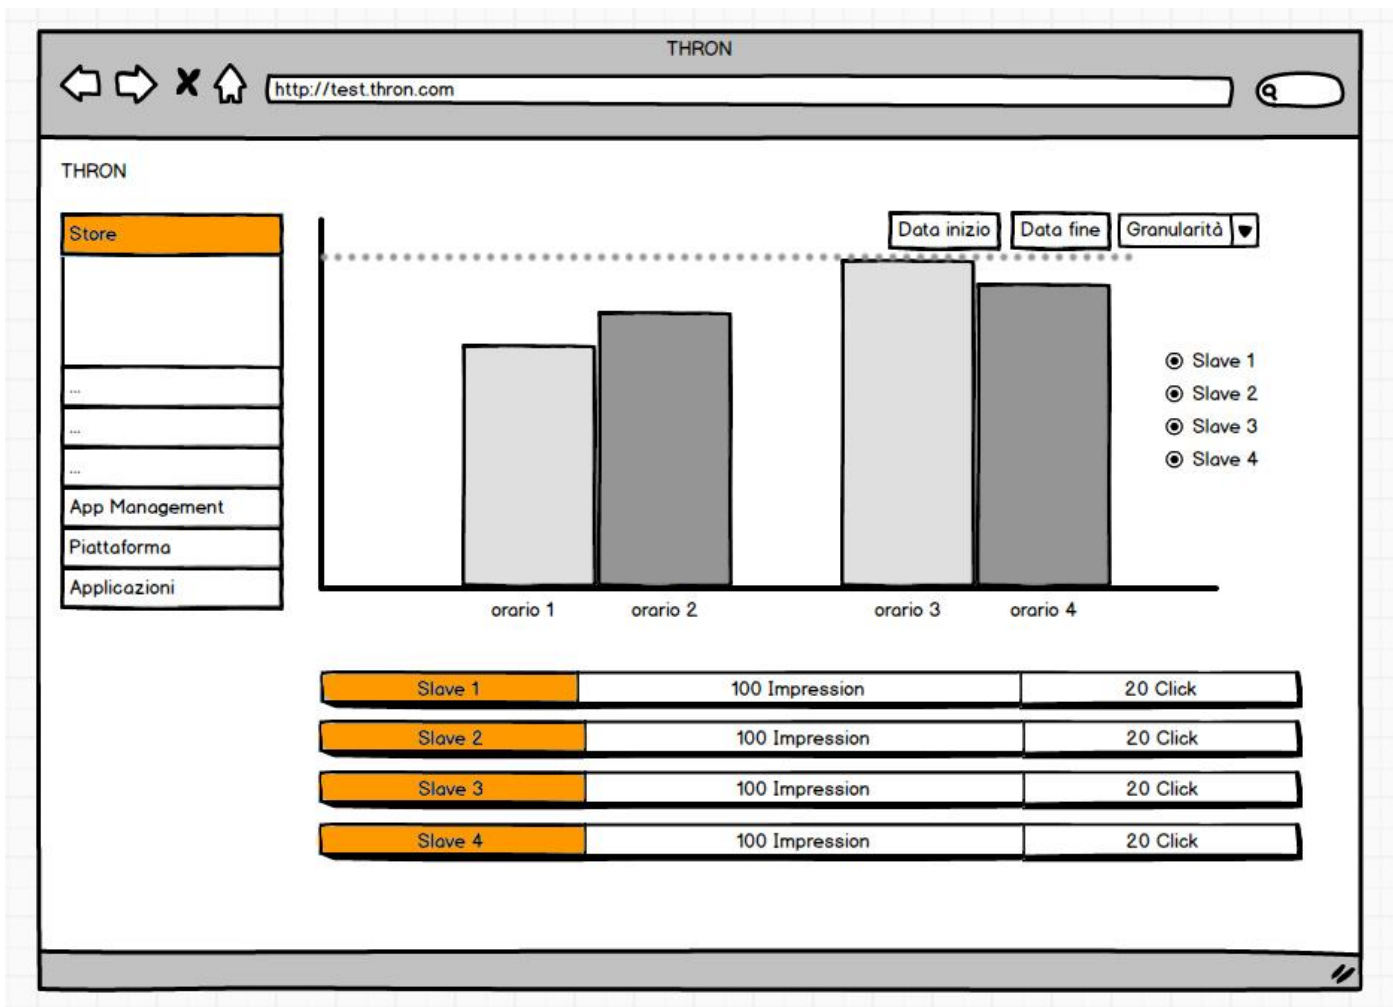 THRON
http://test.thron.com
THRON
Store
...
...
...
App Management
Piattaforma
Applicazioni
Data inizio
Data fine
Granularità
Slave 1
Slave 2
Slave 3
Slave 4
orario 1 orario 2 orario 3 orario 4
Slave 1 100 Impression 20 Click
Slave 2 100 Impression 20 Click
Slave 3 100 Impression 20 Click
Slave 4 100 Impression 20 Click